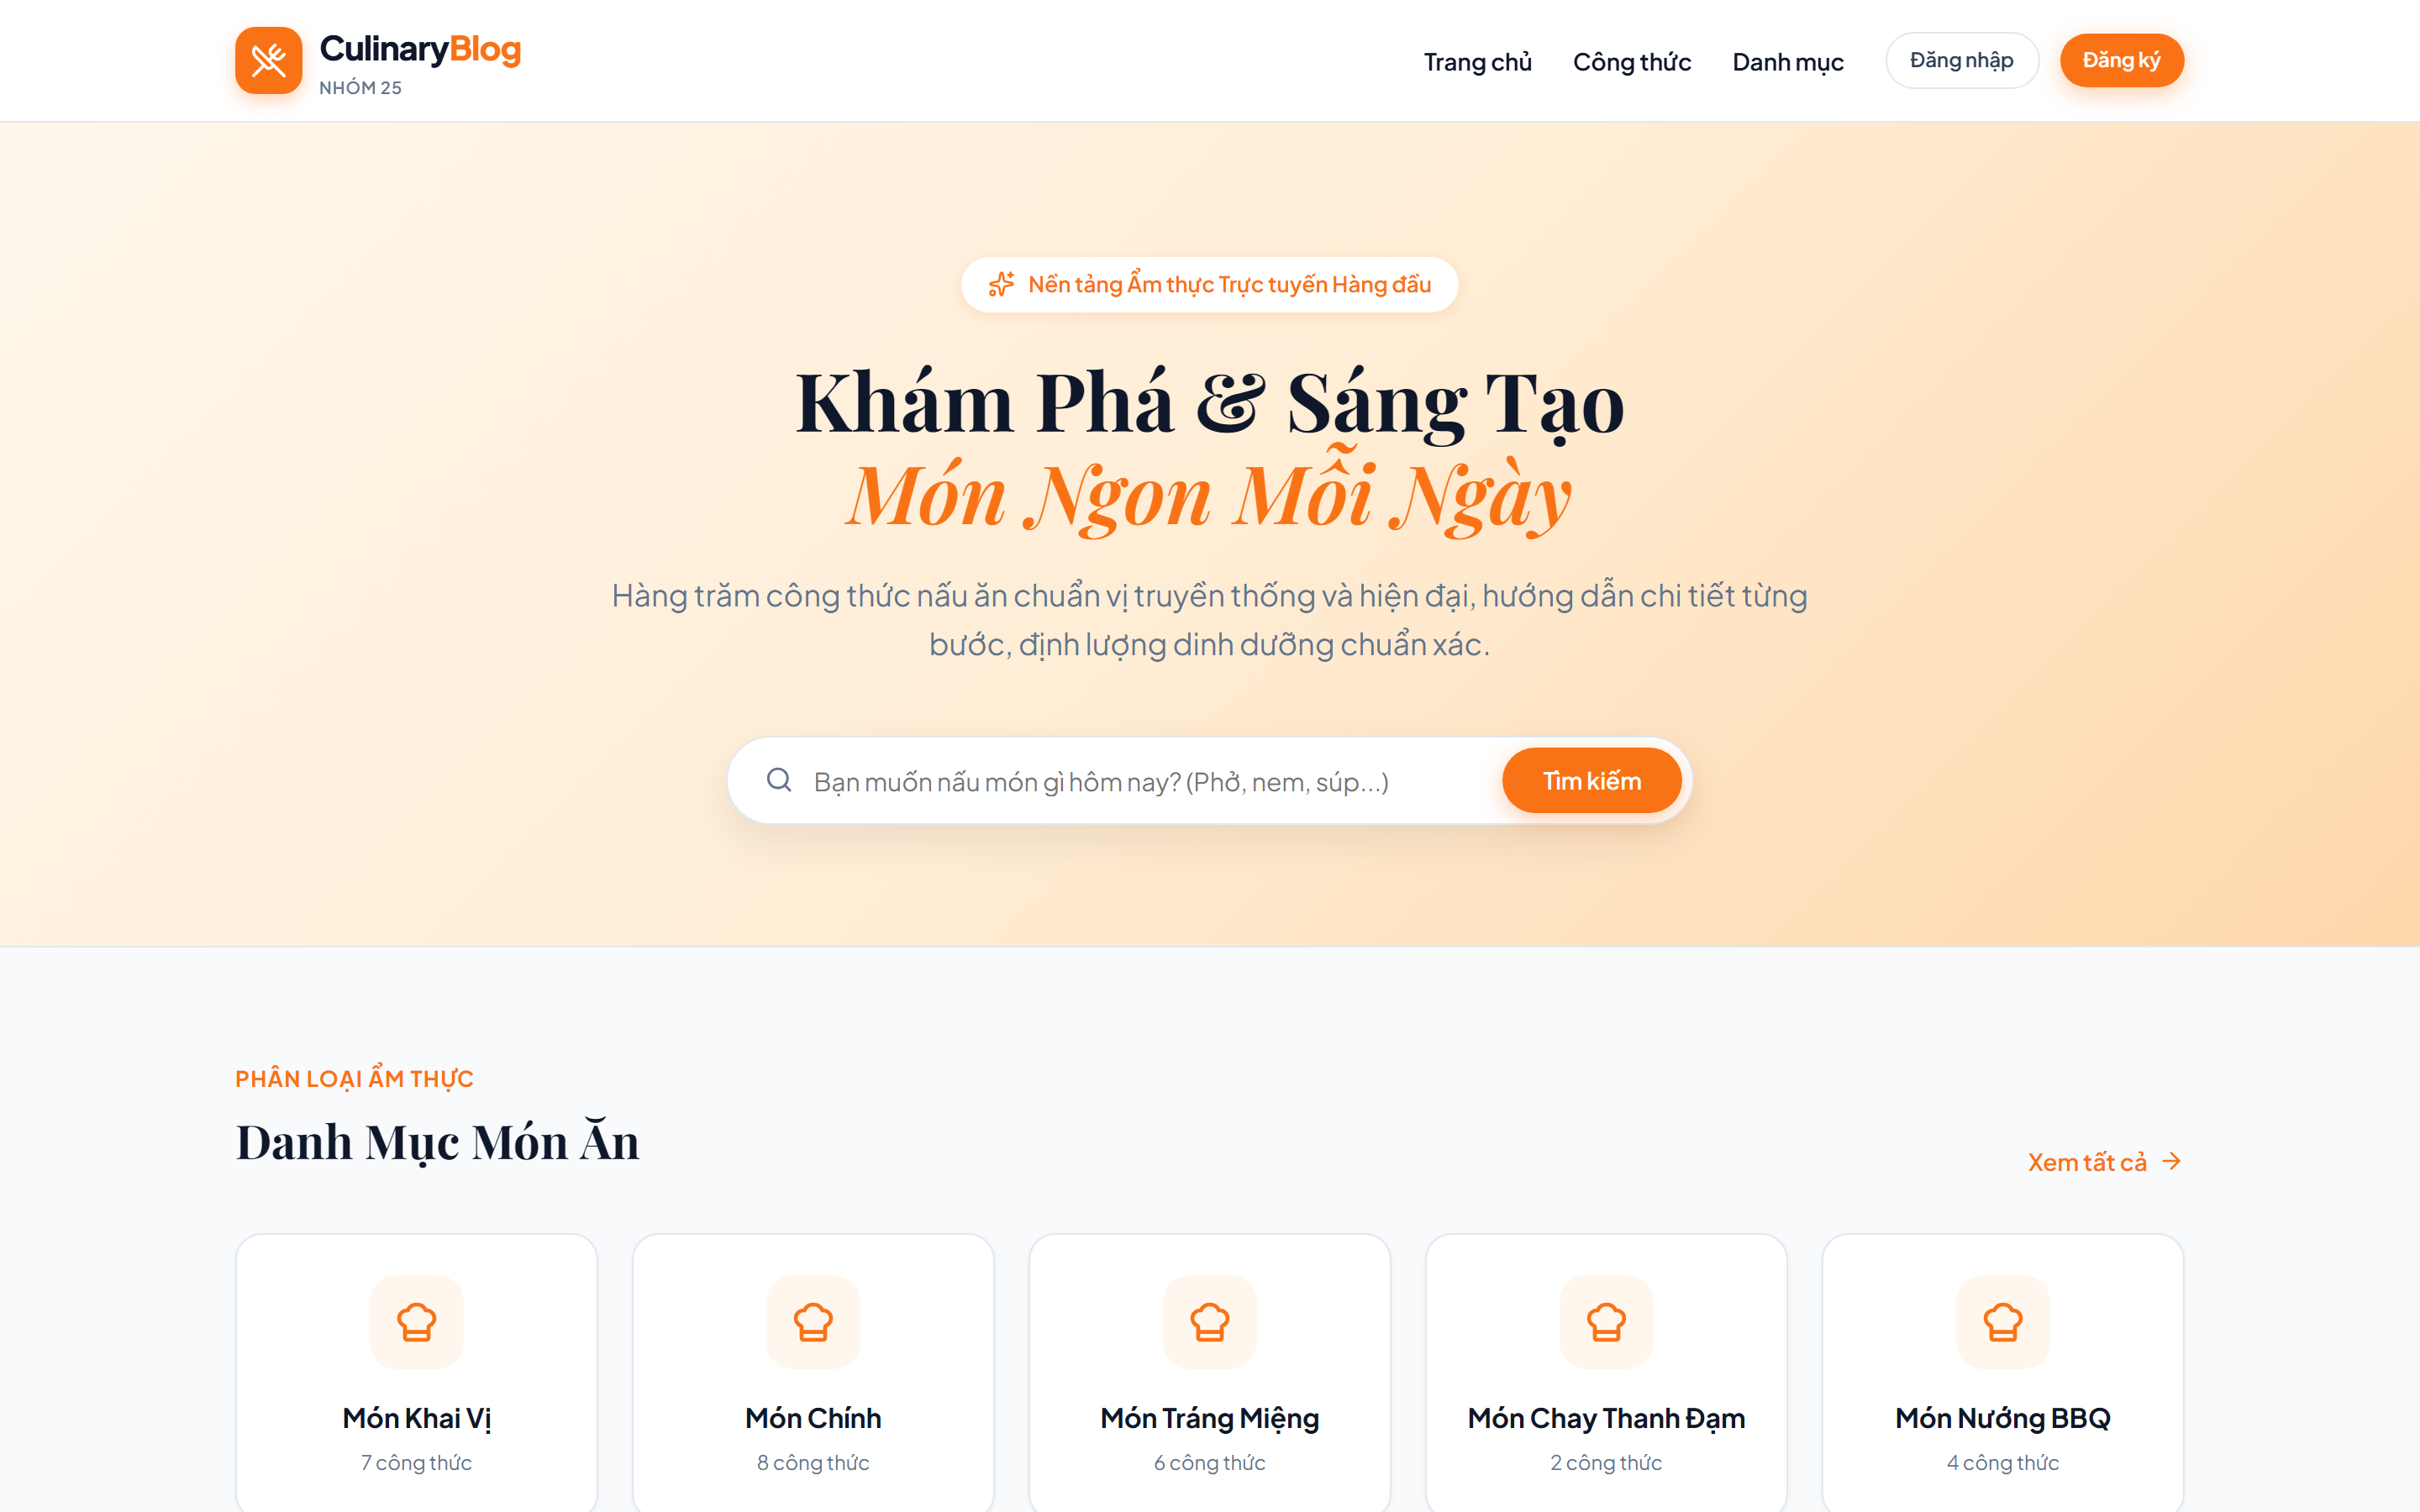 CulinaryBlog
NHÓM 25
Trang chủ
Công thức
Danh mục
Đăng nhập
Đăng ký
Nền tảng Ẩm thực Trực tuyến Hàng đầu
Khám Phá & Sáng Tạo
Món Ngon Mỗi Ngày
Hàng trăm công thức nấu ăn chuẩn vị truyền thống và hiện đại, hướng dẫn chi tiết từng
bước, định lượng dinh dưỡng chuẩn xác.
Bạn muốn nấu món gì hôm nay? (Phở, nem, súp...)
Tìm kiếm
PHÂN LOẠI ẨM THỰC
Danh Mục Món Ăn
Xem tất cả
Món Khai Vị
7 công thức
Món Chính
8 công thức
Món Tráng Miệng
6 công thức
Món Chay Thanh Đạm
2 công thức
Món Nướng BBQ
4 công thức